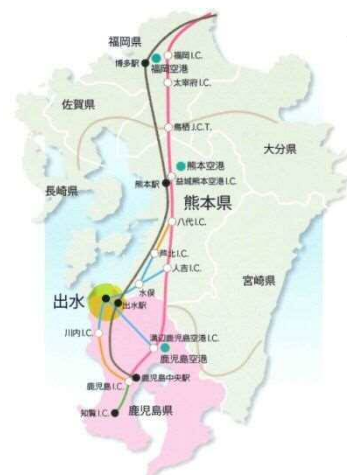 福岡県
福岡I.C.
博多駅
福岡空港
太宰府I.C.
佐賀県
鳥栖J.C.T.
大分県
熊本空港
長崎県
熊本駅
益城熊本空港I.C.
熊本県
八代I.C.
芦北I.C.
人吉I.C.
宮崎県
水俣
出水
出水駅
川内I.C.
溝辺鹿児島空港I.C.
鹿児島空港
鹿児島中央駅
鹿児島I.C.
知覧I.C.
鹿児島県